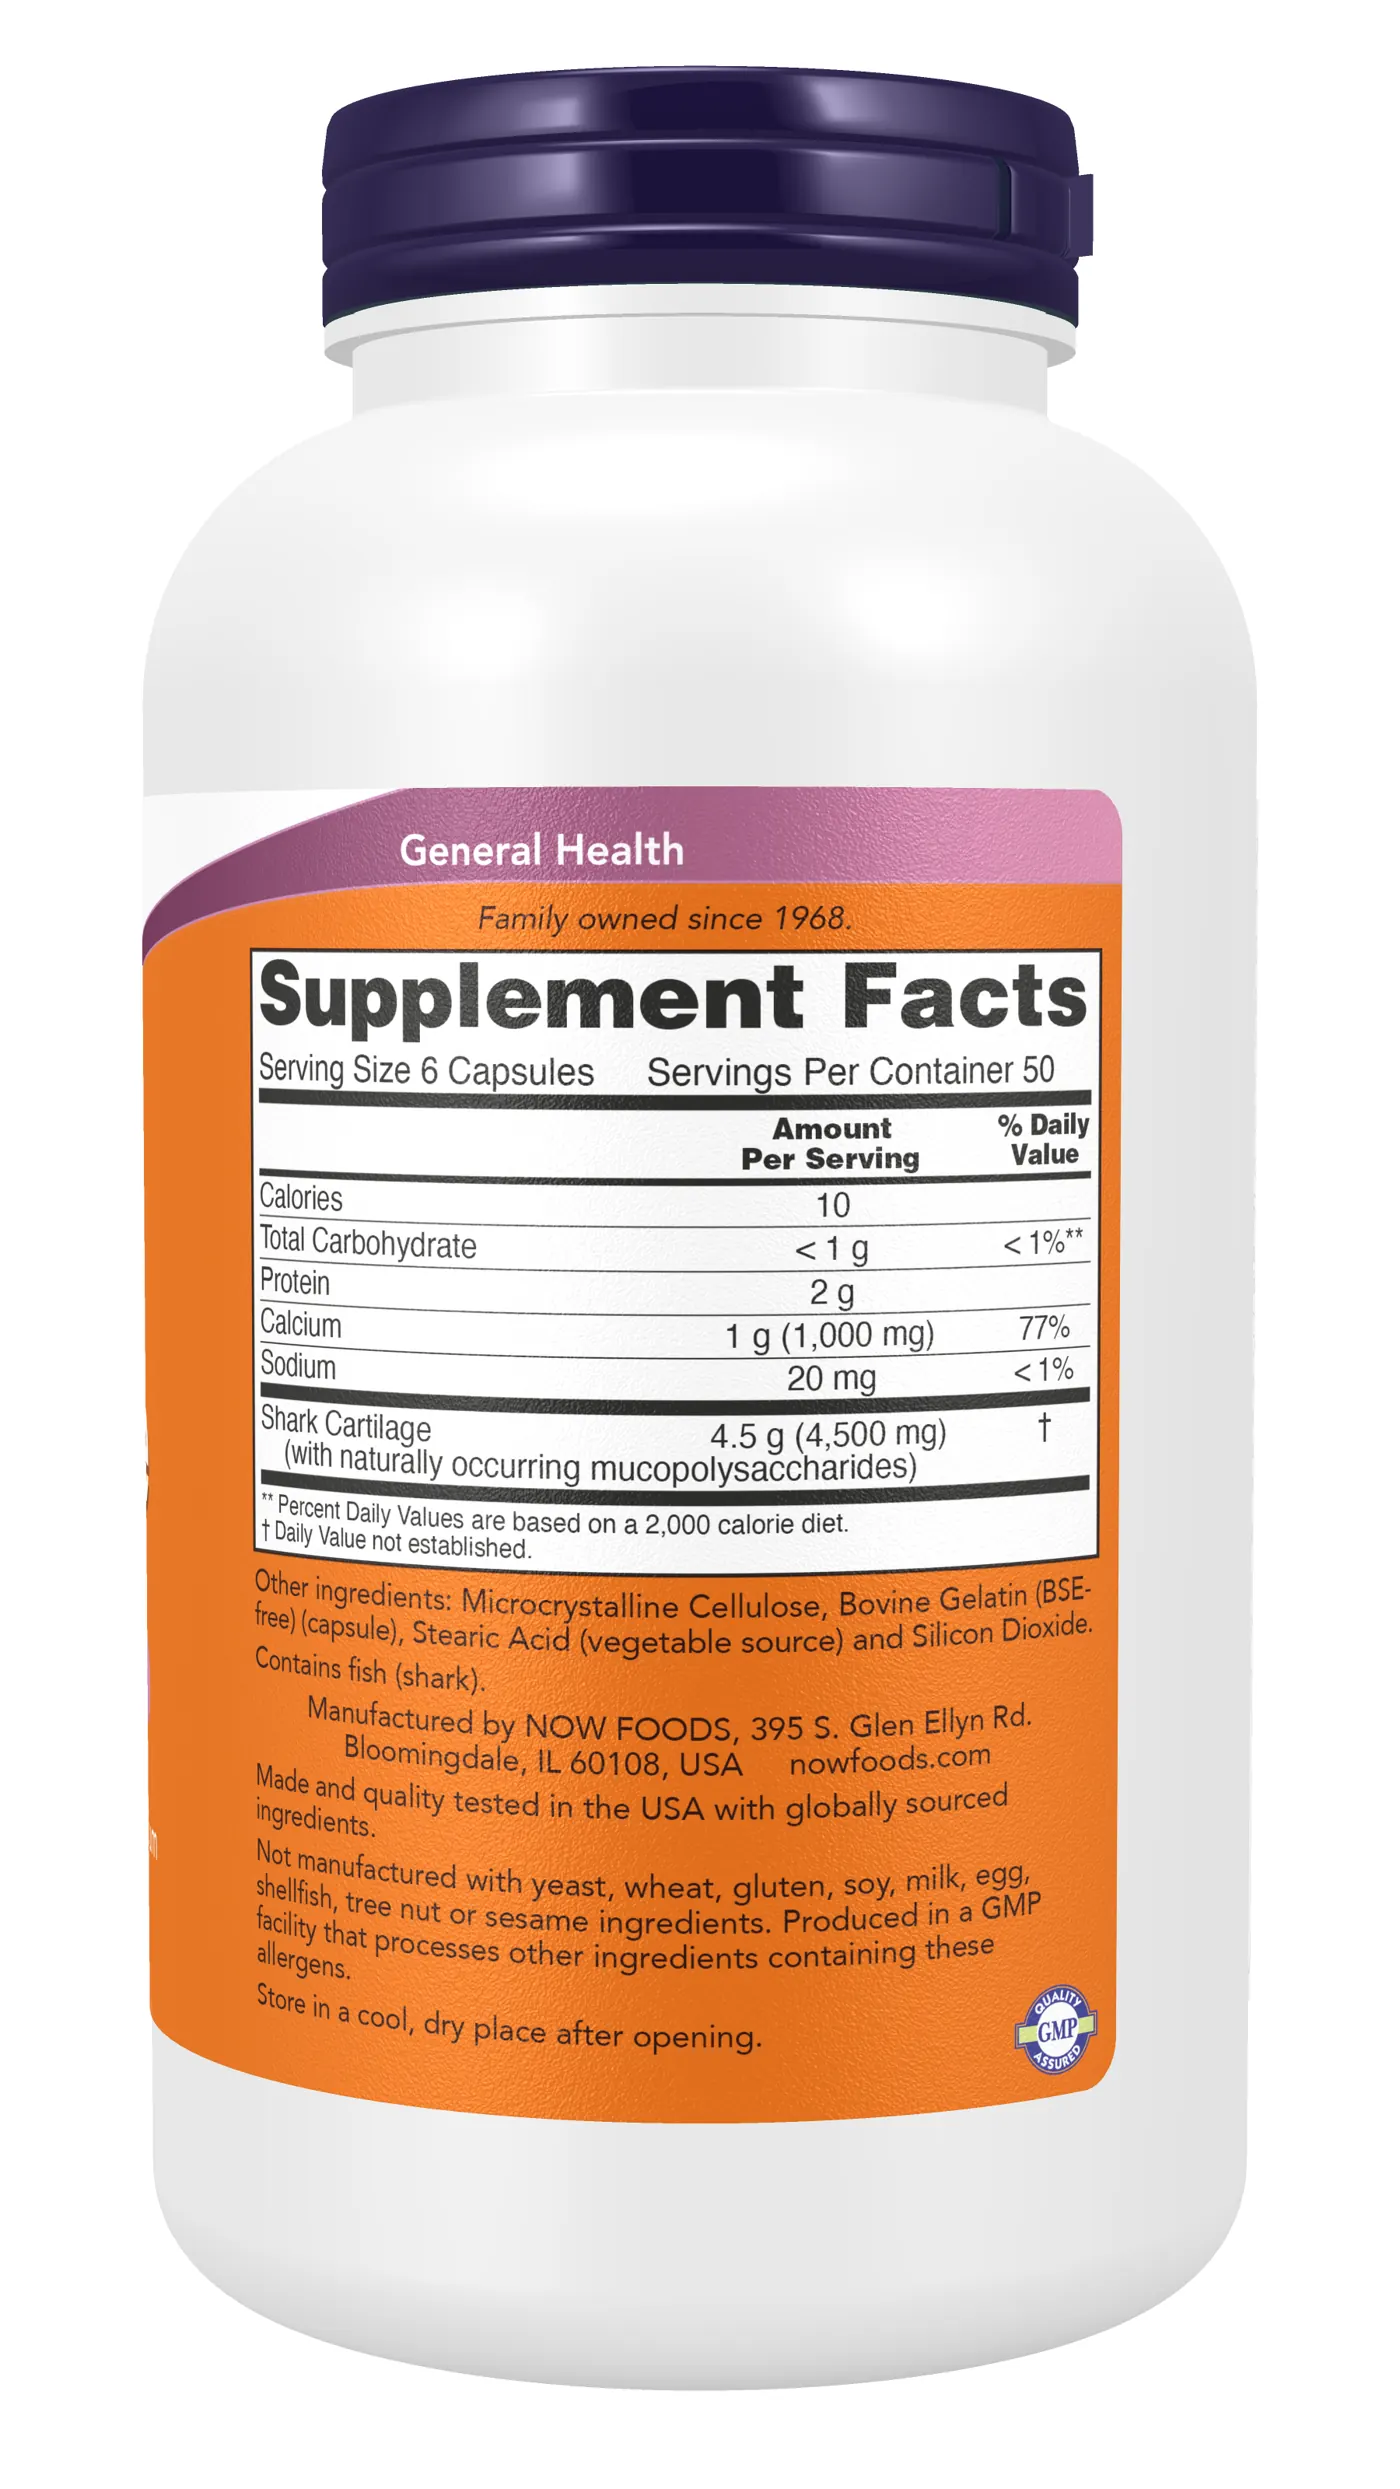 General Health
Family owned since 1968.
Supplement Facts
Serving Size 6 Capsules Servings Per Container 50
Amount Per Serving % Daily Value
Calories 10
Total Carbohydrate < 1 g < 1%**
Protein 2 g
Calcium 1 g (1,000 mg) 77%
Sodium 20 mg < 1%
Shark Cartilage 4.5 g (4,500 mg) †
(with naturally occurring mucopolysaccharides)
** Percent Daily Values are based on a 2,000 calorie diet.
† Daily Value not established.
Other ingredients: Microcrystalline Cellulose, Bovine Gelatin (BSE-
free) (capsule), Stearic Acid (vegetable source) and Silicon Dioxide.
Contains fish (shark).
Manufactured by NOW FOODS, 395 S. Glen Ellyn Rd.
Bloomingdale, IL 60108, USA nowfoods.com
Made and quality tested in the USA with globally sourced
ingredients.
Not manufactured with yeast, wheat, gluten, soy, milk, egg,
shellfish, tree nut or sesame ingredients. Produced in a GMP
facility that processes other ingredients containing these
allergens.
Store in a cool, dry place after opening.
QUALITY
GMP
ASSURED